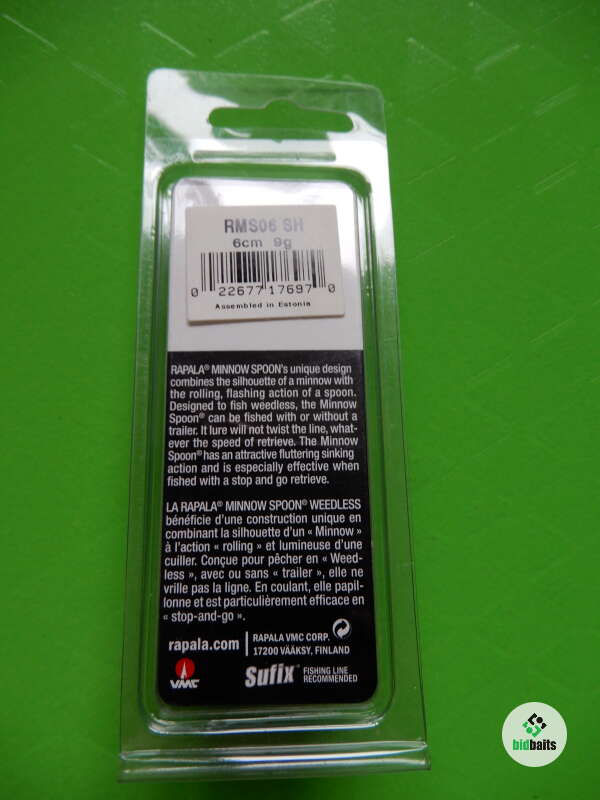 RMS06 SH
6cm 9g
0 22677 17697 0
Assembled in Estonia
RAPALA® MINNOW SPOON's unique design
combines the silhouette of a minnow with
the rolling, flashing action of a spoon.
Designed to fish weedless, the Minnow
Spoon® can be fished with or without a
trailer. It lure will not twist the line, what-
ever the speed of retrieve. The Minnow
Spoon® has an attractive fluttering sinking
action and is especially effective when
fished with a stop and go retrieve.
LA RAPALA® MINNOW SPOON® WEEDLESS
bénéficie d'une construction unique en
combinant la silhouette d'un « Minnow »
à l'action « rolling » et lumineuse d'une
cuiller. Conçue pour pêcher en « Weed-
less », avec ou sans « trailer », elle ne
vrille pas la ligne. En coulant, elle papil-
lonne et est particulièrement efficace en
« stop-and-go ».
rapala.com
RAPALA VMC CORP.
17200 VÄÄKSY, FINLAND
VMC
Sufix™
FISHING LINE
RECOMMENDED
bidbaits